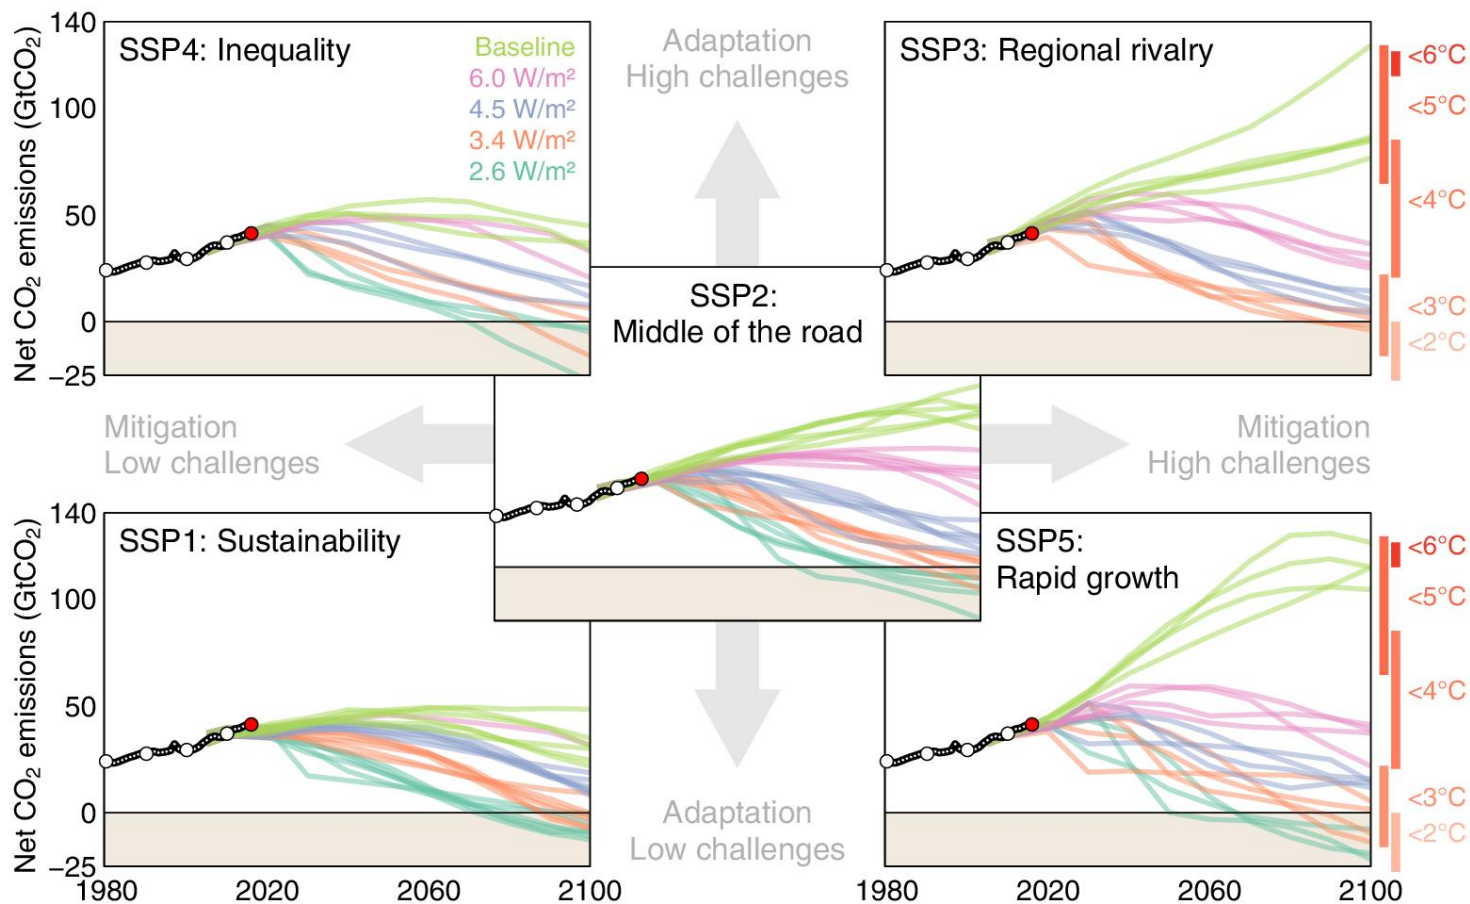 140
100
50
0
−25
Net CO₂ emissions (GtCO₂)
SSP4: Inequality
Baseline
6.0 W/m²
4.5 W/m²
3.4 W/m²
2.6 W/m²
Adaptation
High challenges
SSP3: Regional rivalry
<6°C
<5°C
<4°C
<3°C
<2°C
SSP2:
Middle of the road
Mitigation
Low challenges
Mitigation
High challenges
140
100
50
0
−25
Net CO₂ emissions (GtCO₂)
SSP1: Sustainability
1980
2020
2060
2100
Adaptation
Low challenges
SSP5:
Rapid growth
1980
2020
2060
2100
<6°C
<5°C
<4°C
<3°C
<2°C